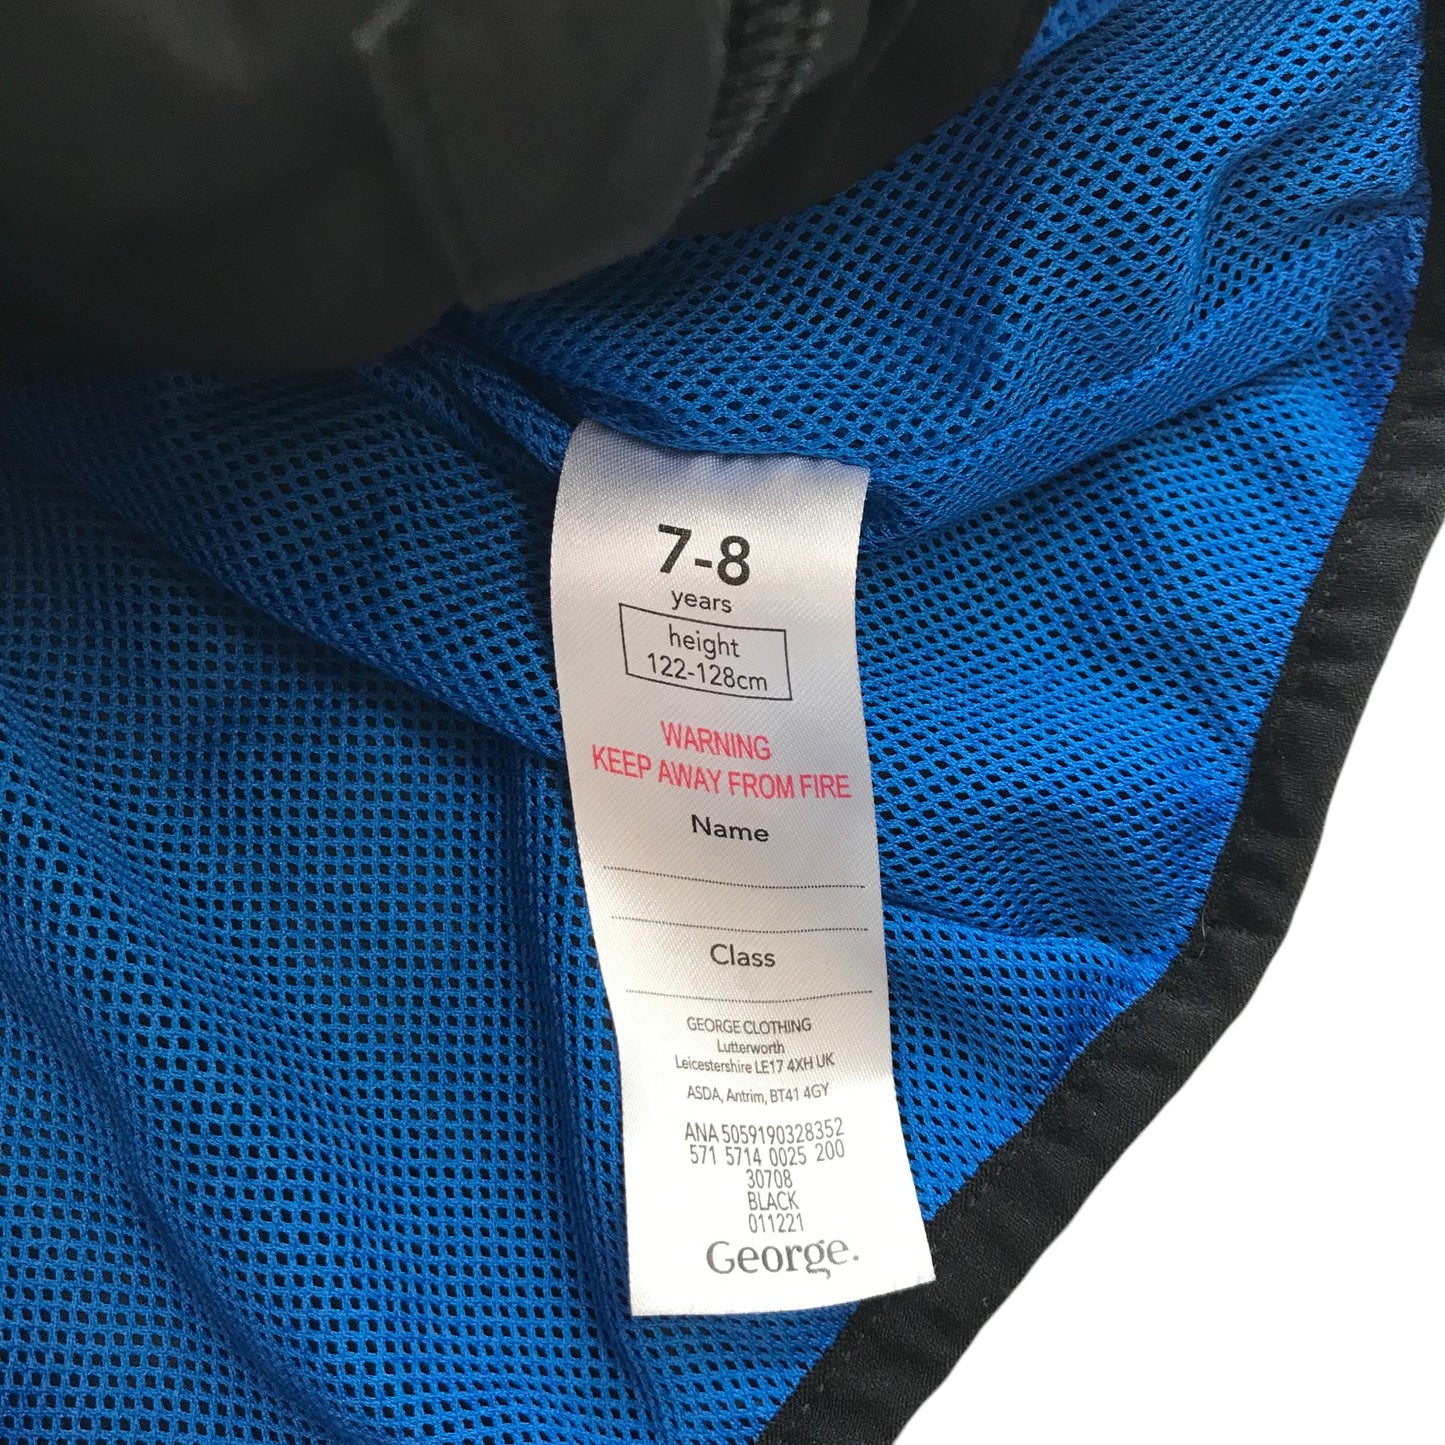 7-8
years
height
122-128cm
WARNING
KEEP AWAY FROM FIRE
Name
Class
GEORGE CLOTHING
Lutterworth
Leicestershire LE17 4XH UK
ASDA, Antrim, BT41 4GY
ANA 5059190328352
571 5714 0025 200
30708
BLACK
011221
George.